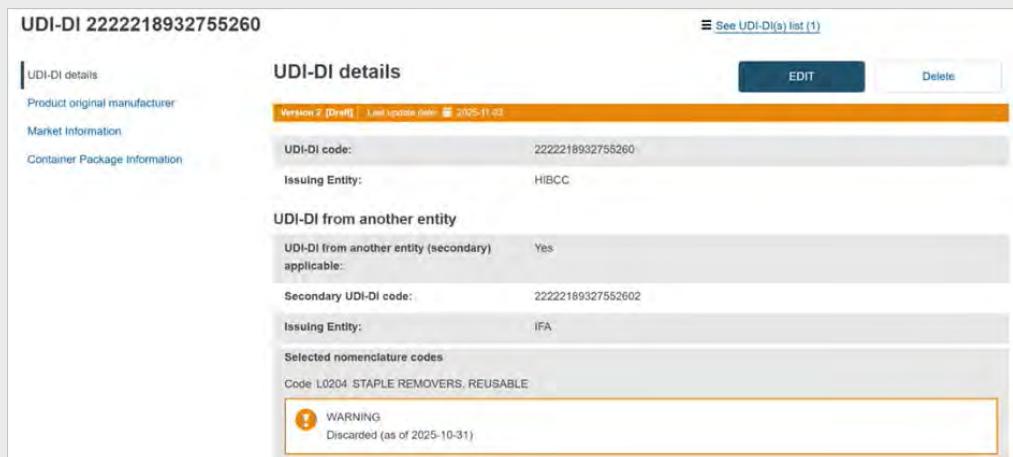 UDI-DI 2222218932755260
See UDI-DI(s) list (1)
UDI-DI details
Product original manufacturer
Market Information
Container Package Information
UDI-DI details
EDIT
Delete
Version 2 [Draft] Last update date: 2025-11-03
UDI-DI code: 2222218932755260
Issuing Entity: HIBCC
UDI-DI from another entity
UDI-DI from another entity (secondary) Yes
applicable:
Secondary UDI-DI code: 22222189327552602
Issuing Entity: IFA
Selected nomenclature codes
Code L0204 STAPLE REMOVERS, REUSABLE
WARNING
Discarded (as of 2025-10-31)